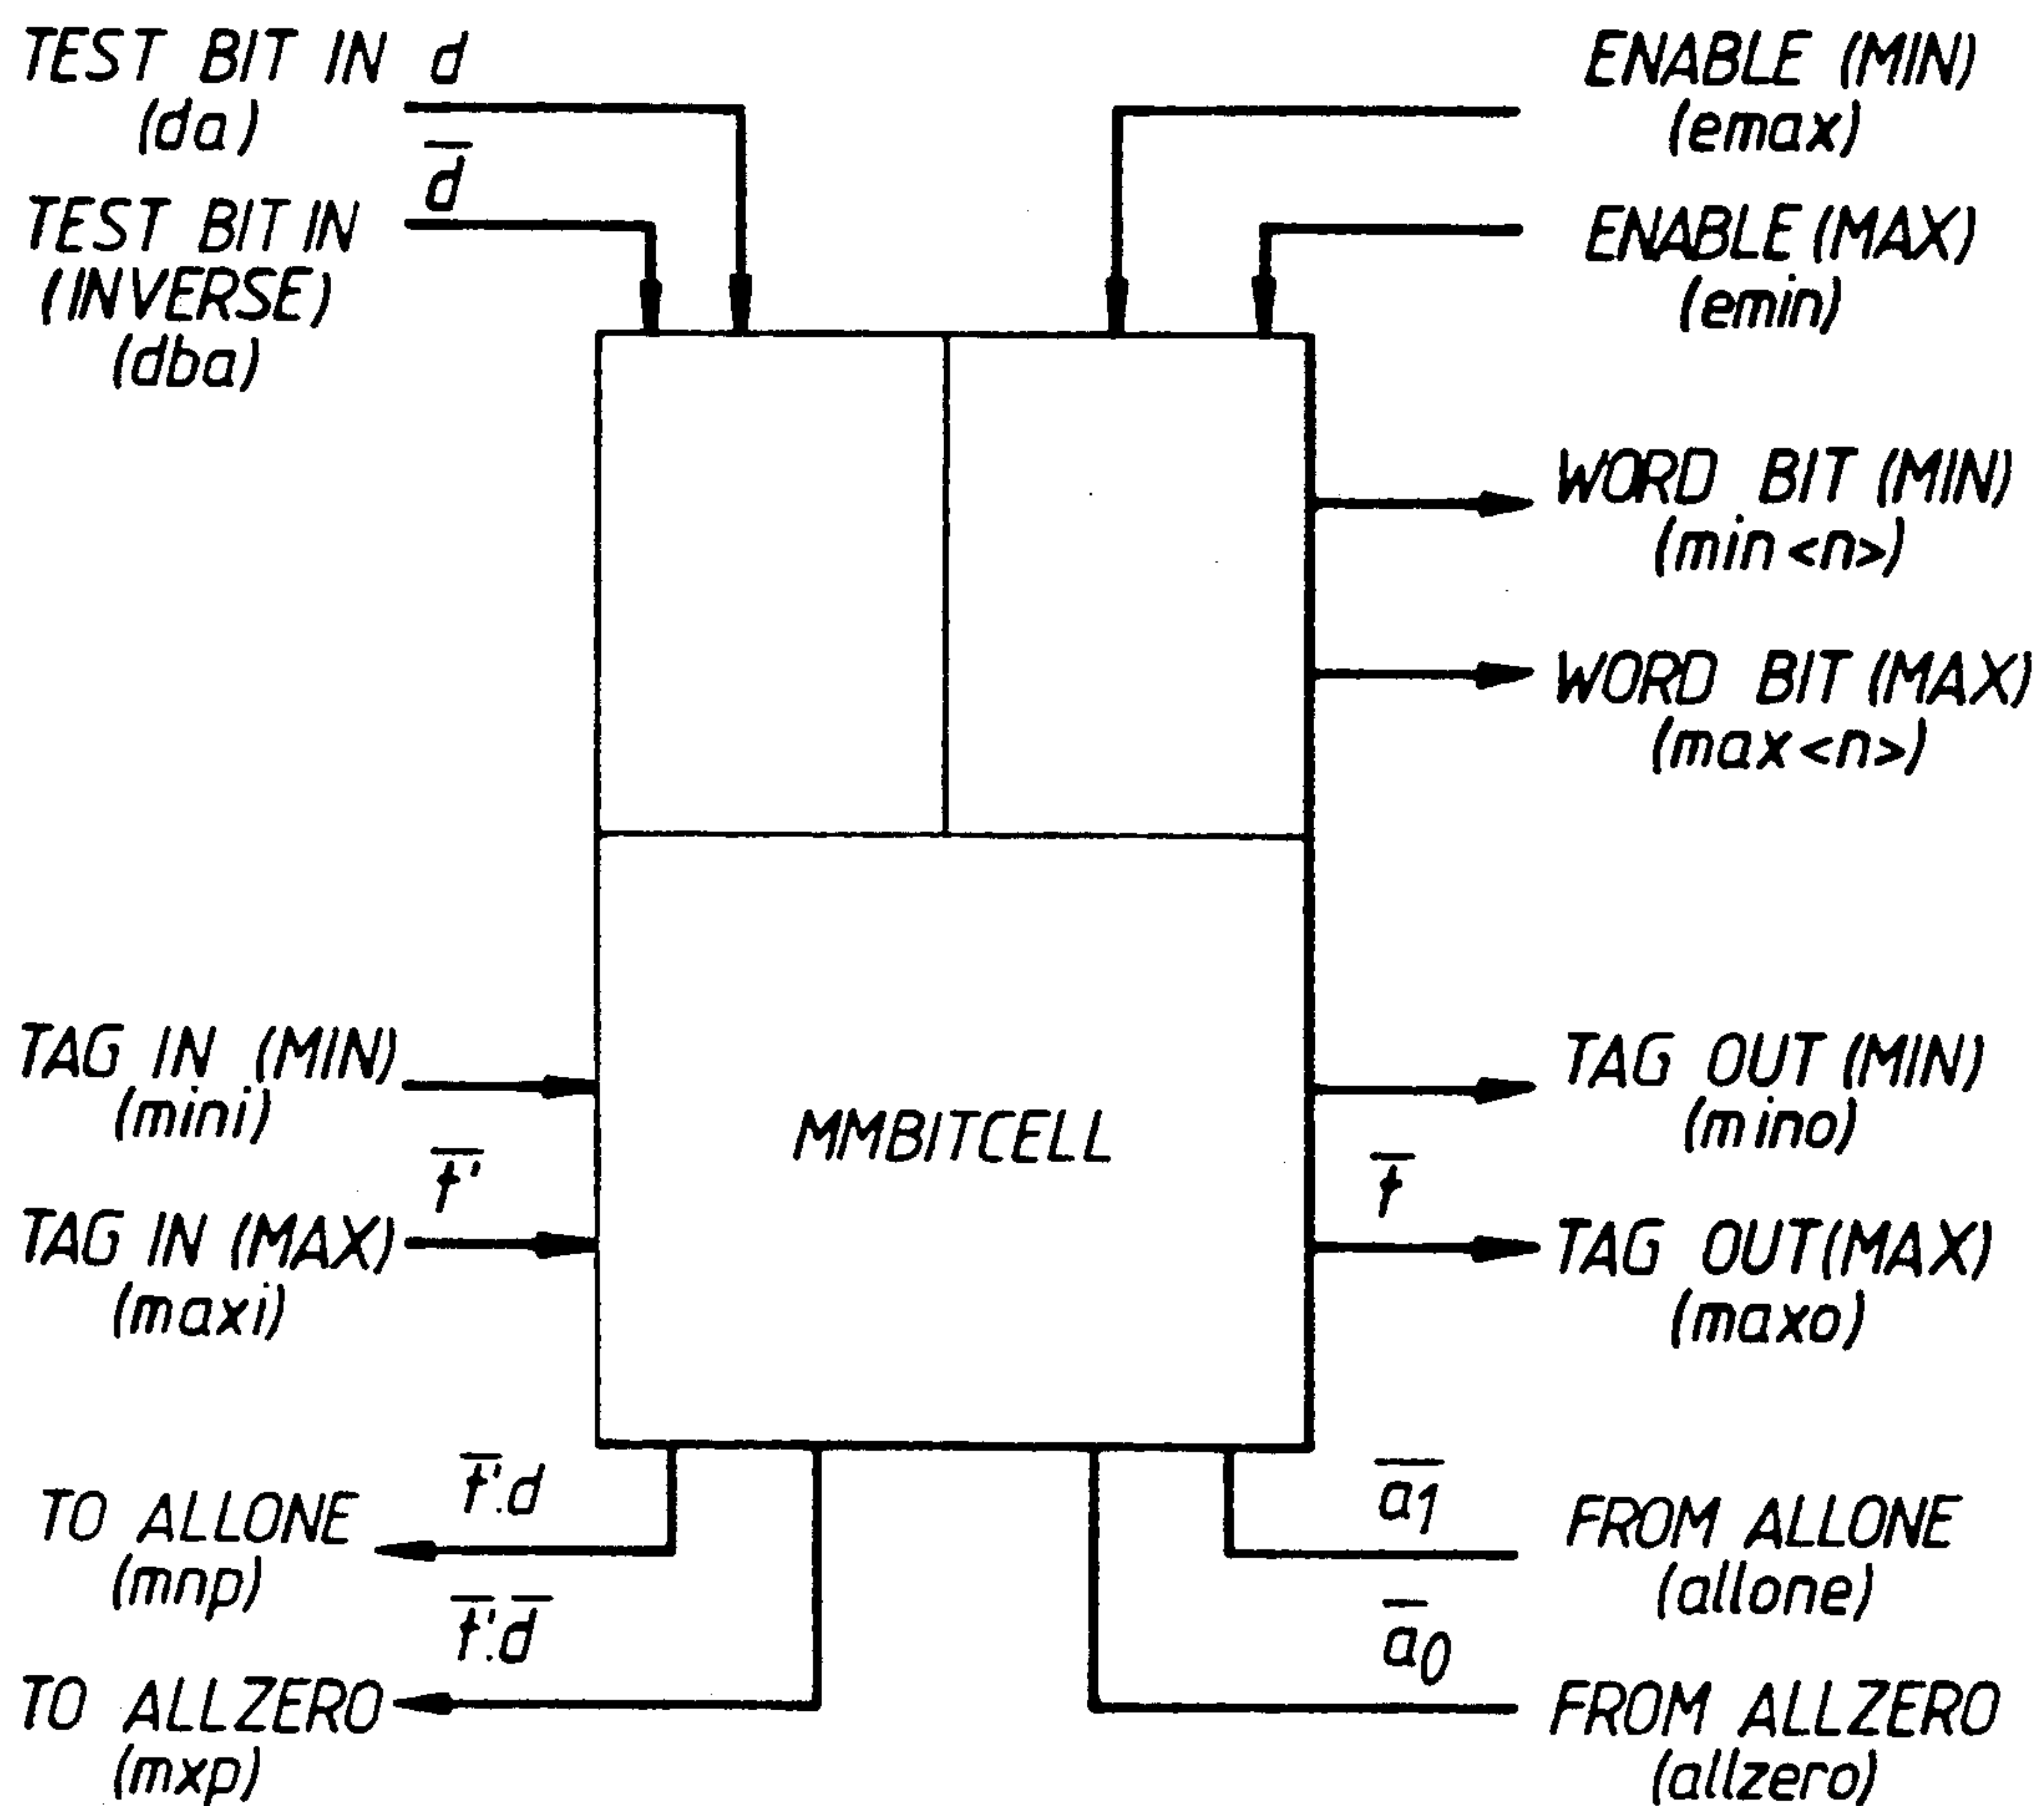 TEST BIT IN d
(da)
d̅
TEST BIT IN
(INVERSE)
(dba)
ENABLE (MIN)
(emax)
ENABLE (MAX)
(emin)
WORD BIT (MIN)
(min <n>)
WORD BIT (MAX)
(max <n>)
TAG IN (MIN)
(mini)
t̅'
TAG IN (MAX)
(maxi)
MMBITCELL
TAG OUT (MIN)
(mino)
t̅
TAG OUT (MAX)
(maxo)
TO ALLONE
(mnp)
t̅'.d
t̅'.d̅
TO ALLZERO
(mxp)
a̅1
FROM ALLONE
(allone)
a̅0
FROM ALLZERO
(allzero)